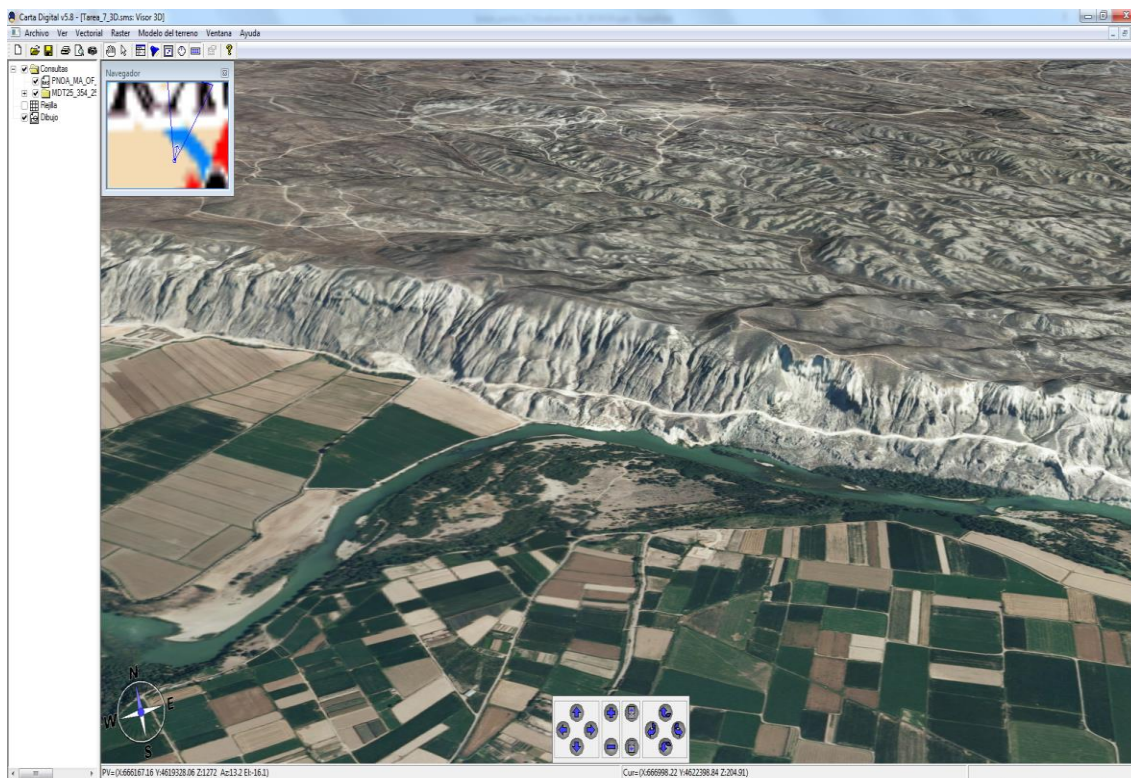 Carta Digital v5.8 - [Tarea_7_3D.sms: Visor 3D]
Archivo Ver Vectorial Raster Modelo del terreno Ventana Ayuda
Consultas
PNOA_MA_OF_
MDT25_354_25
Rejilla
Dibujo
Navegador
N
W E
S
PV=(X:666167.16 Y:4619328.06 Z:1272 Az:13.2 El:-16.1)
Cur=(X:666998.22 Y:4622398.84 Z:204.91)